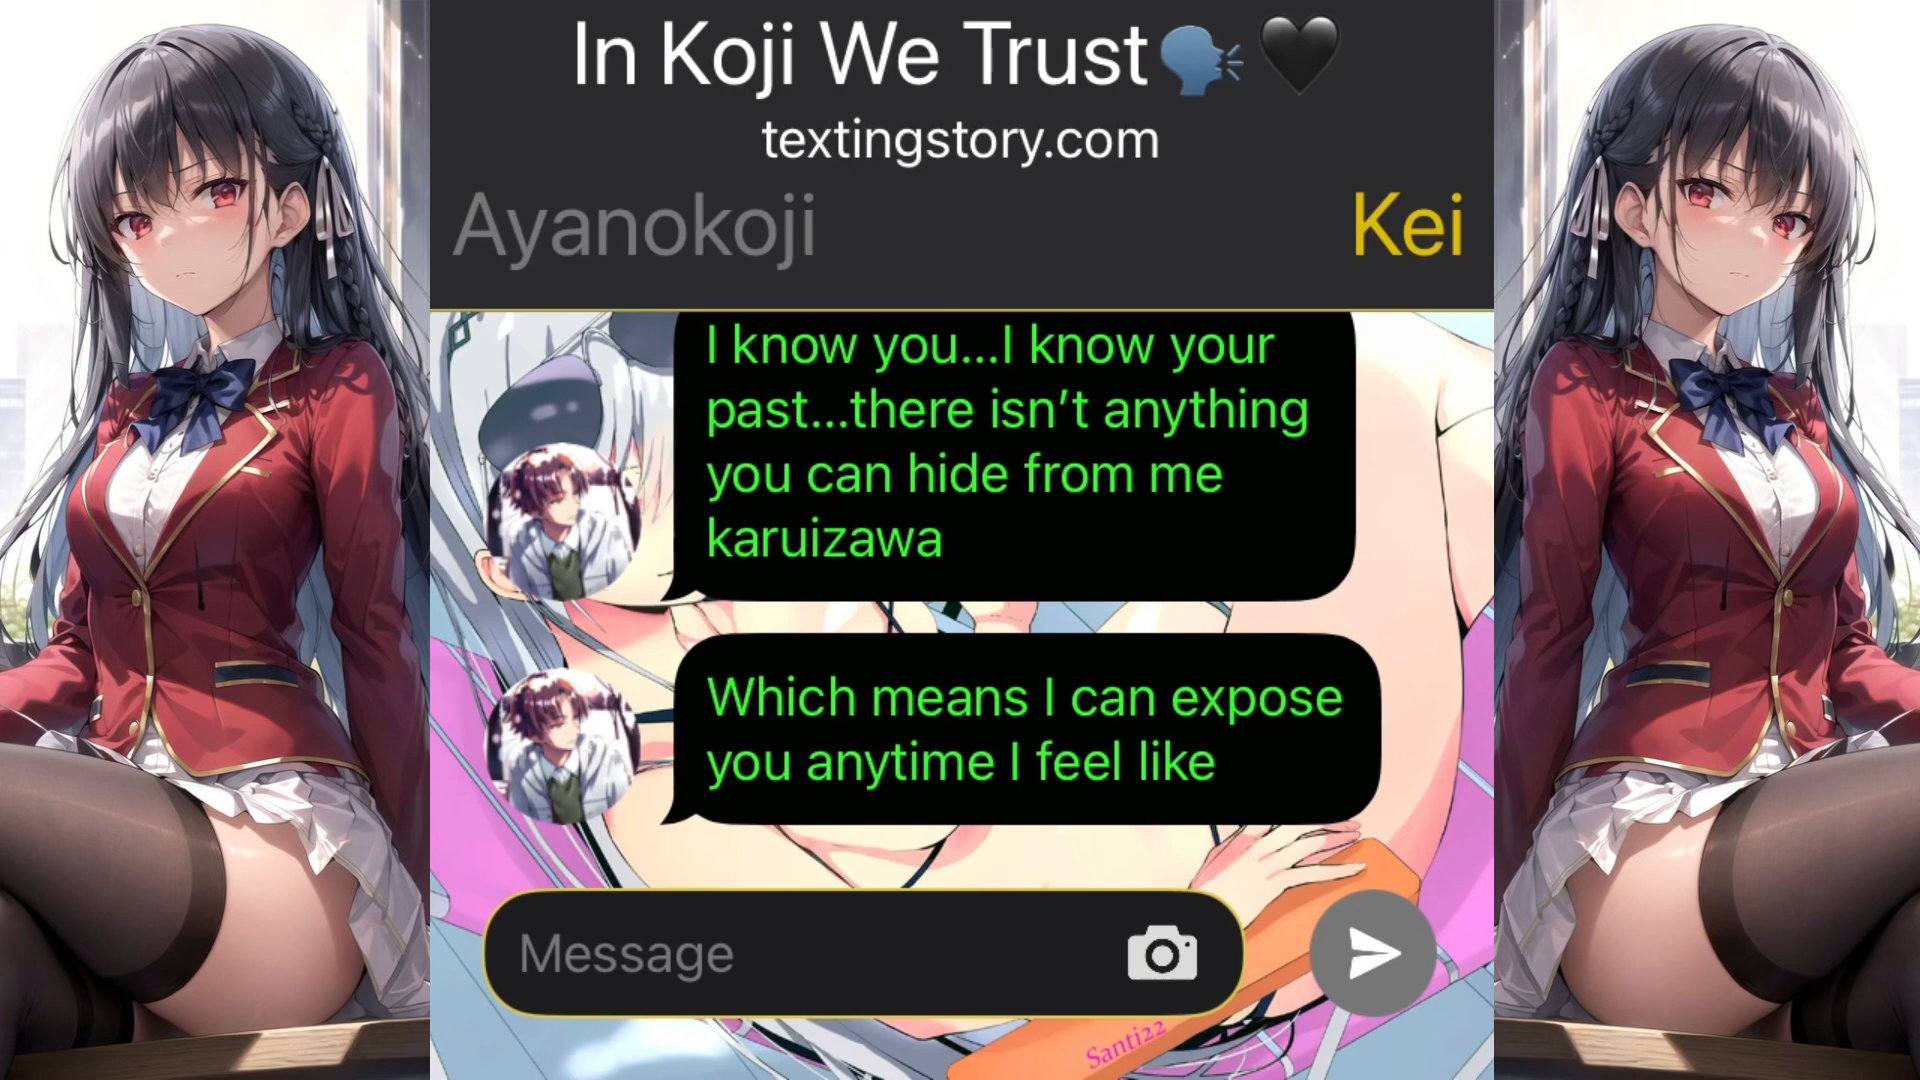 In Koji We Trust🗣️🖤
textingstory.com
Ayanokoji
Kei
I know you...I know your
past...there isn’t anything
you can hide from me
karuizawa
Which means I can expose
you anytime I feel like
Message
Santi22